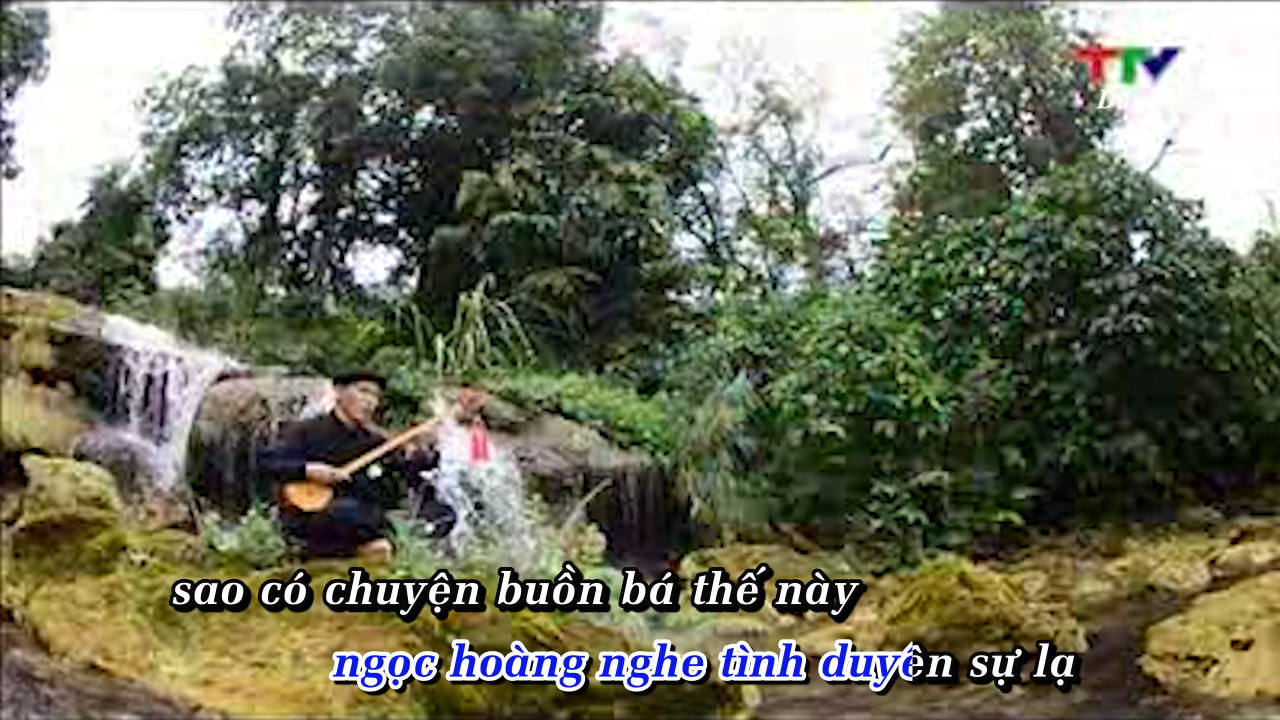 TTV
sao có chuyện buồn bá thế này
ngọc hoàng nghe tình duyên sự lạ